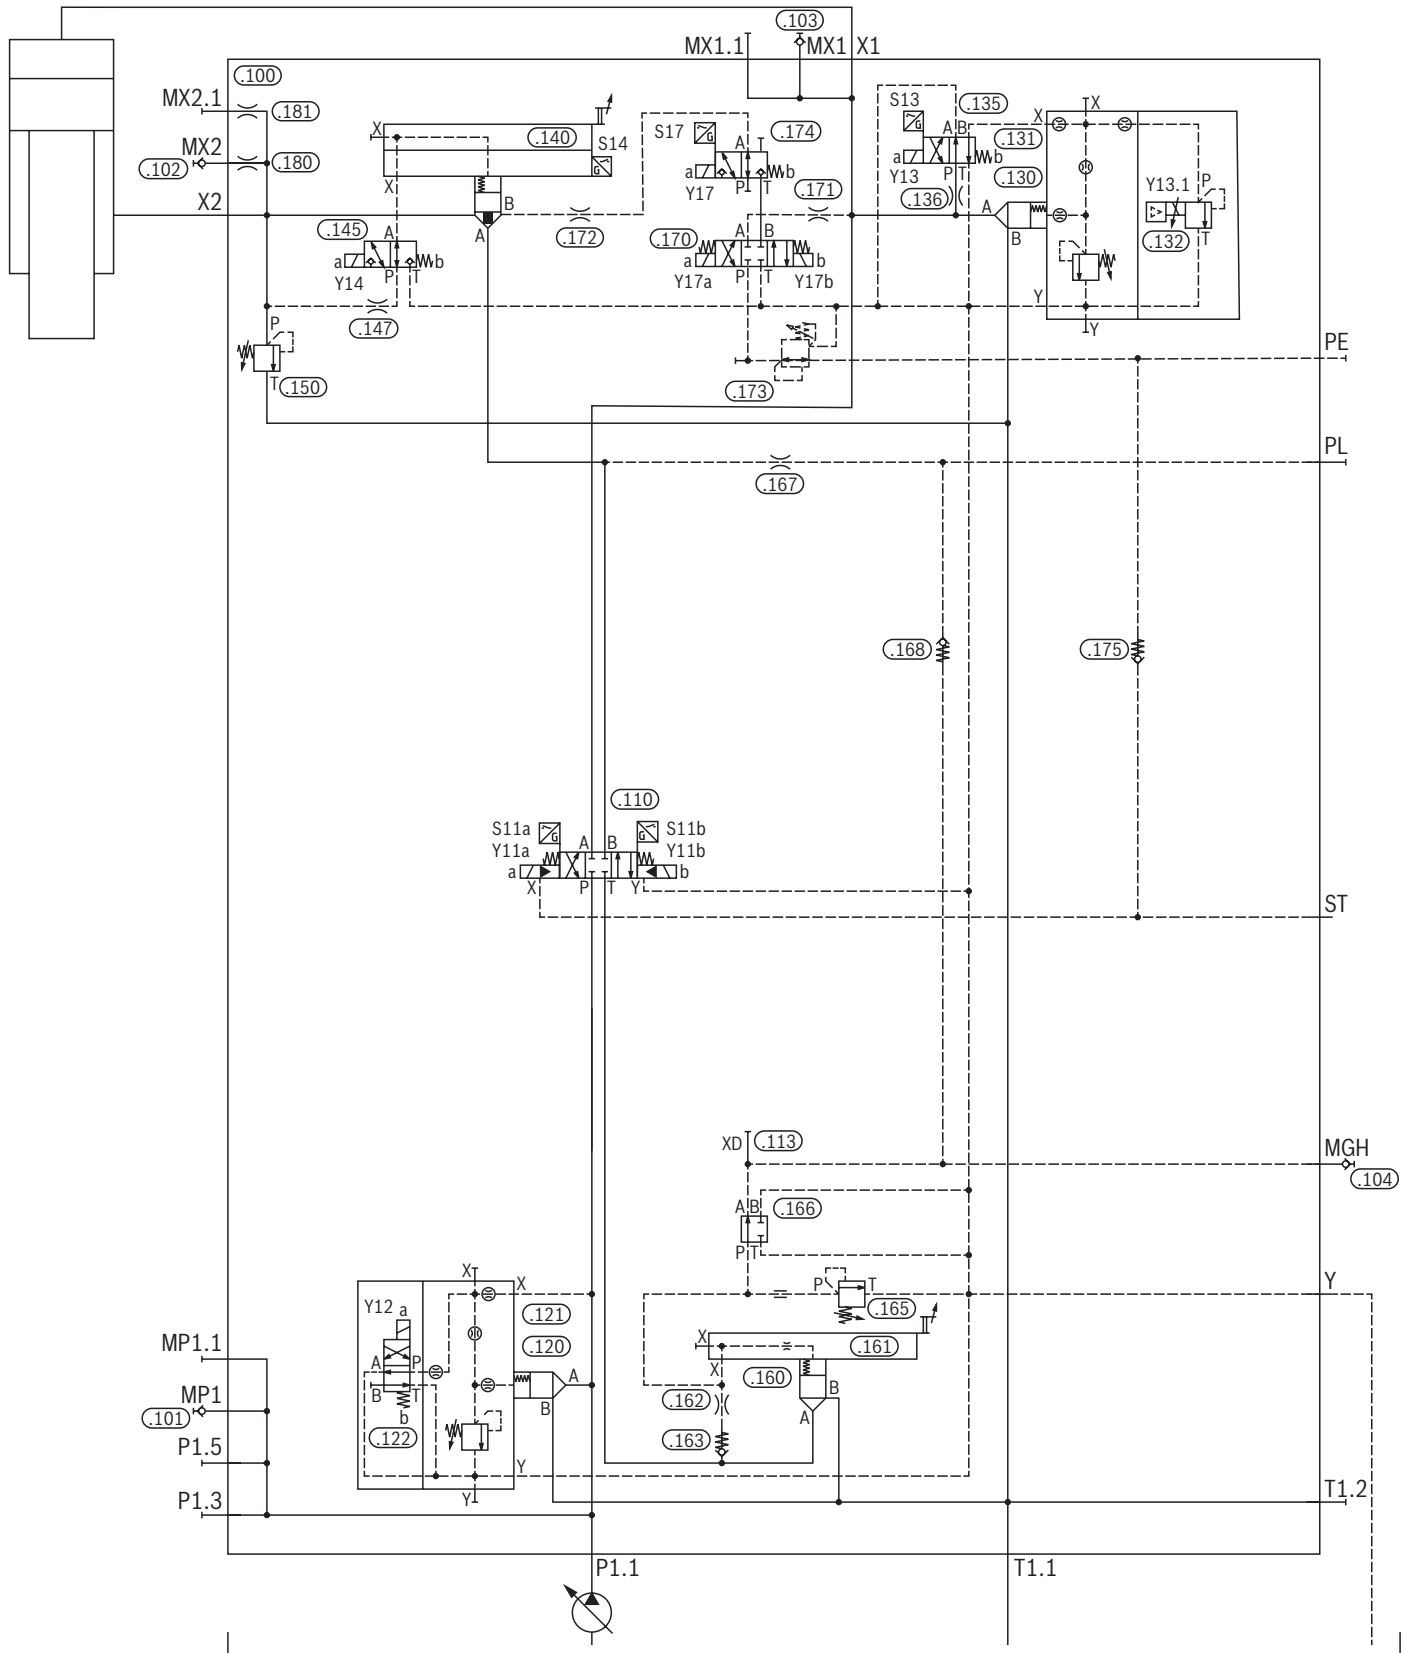 .103
MX1.1
MX1
X1
.100
MX2.1
.181
MX2
.102
.180
X2
X
.140
S14
X
B
A
.172
.145
A
a
b
P
T
Y14
.147
P
T
.150
S17
.174
A
a
b
P
T
Y17
.171
.170
A
B
a
b
P
T
Y17a
Y17b
.173
S13
.135
A
B
a
b
P
T
Y13
.131
.130
.136
A
B
X
X
Y13.1
P
.132
T
Y
Y
PE
PL
.167
.168
.175
.110
S11a
S11b
A
B
Y11a
Y11b
a
b
X
P
T
Y
G
G
G
G
G
G
ST
XD
.113
MGH
.104
A
B
.166
P
T
P
T
.165
Y
X
X
Y12
a
.121
.120
A
P
B
T
b
.122
A
B
Y
Y
X
.161
X
.160
B
A
.162
.163
MP1.1
MP1
.101
P1.5
P1.3
T1.2
P1.1
T1.1